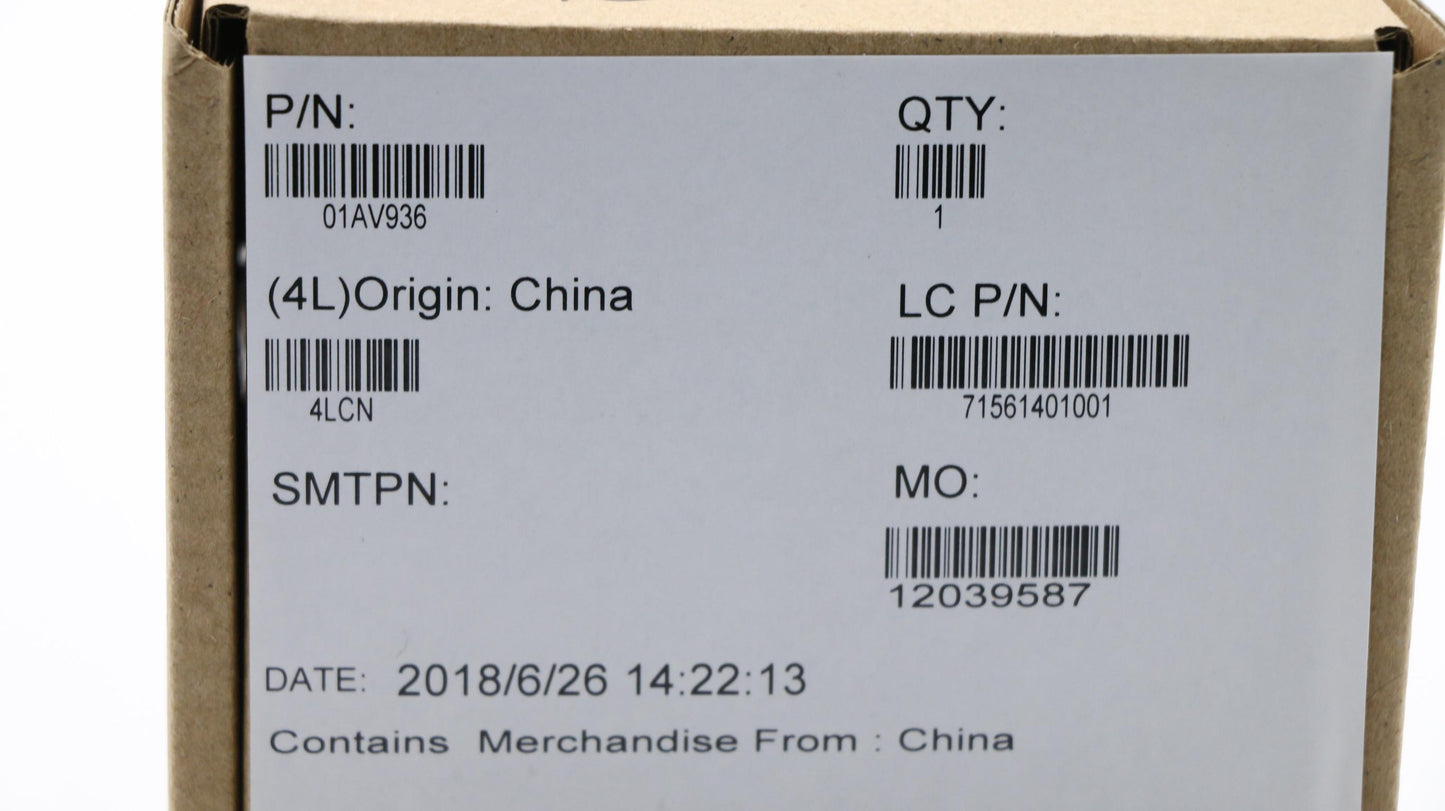 P/N:
01AV936
QTY:
1
(4L)Origin: China
4LCN
LC P/N:
71561401001
SMTPN:
MO:
12039587
DATE: 2018/6/26 14:22:13
Contains Merchandise From : China